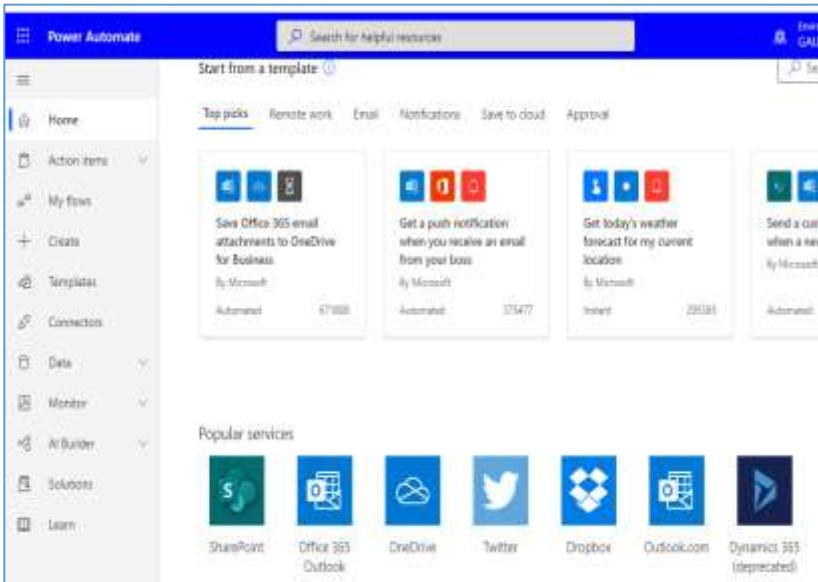 Power Automate
Search for helpful resources
Start from a template
Home
Action items
My flows
Create
Templates
Connectors
Data
Monitor
AI Builder
Solutions
Learn
Top picks Remote work Email Notifications Save to cloud Approval
Save Office 365 email
attachments to OneDrive
for Business
By Microsoft
Automated
Get a push notification
when you receive an email
from your boss
By Microsoft
Automated 375477
Get today's weather
forecast for my current
location
By Microsoft
Instant
Send a
when a
By Microsoft
Automated
Popular services
SharePoint
Office 365
Outlook
OneDrive
Twitter
Dropbox
Outlook.com
Dynamics 365
(deprecated)